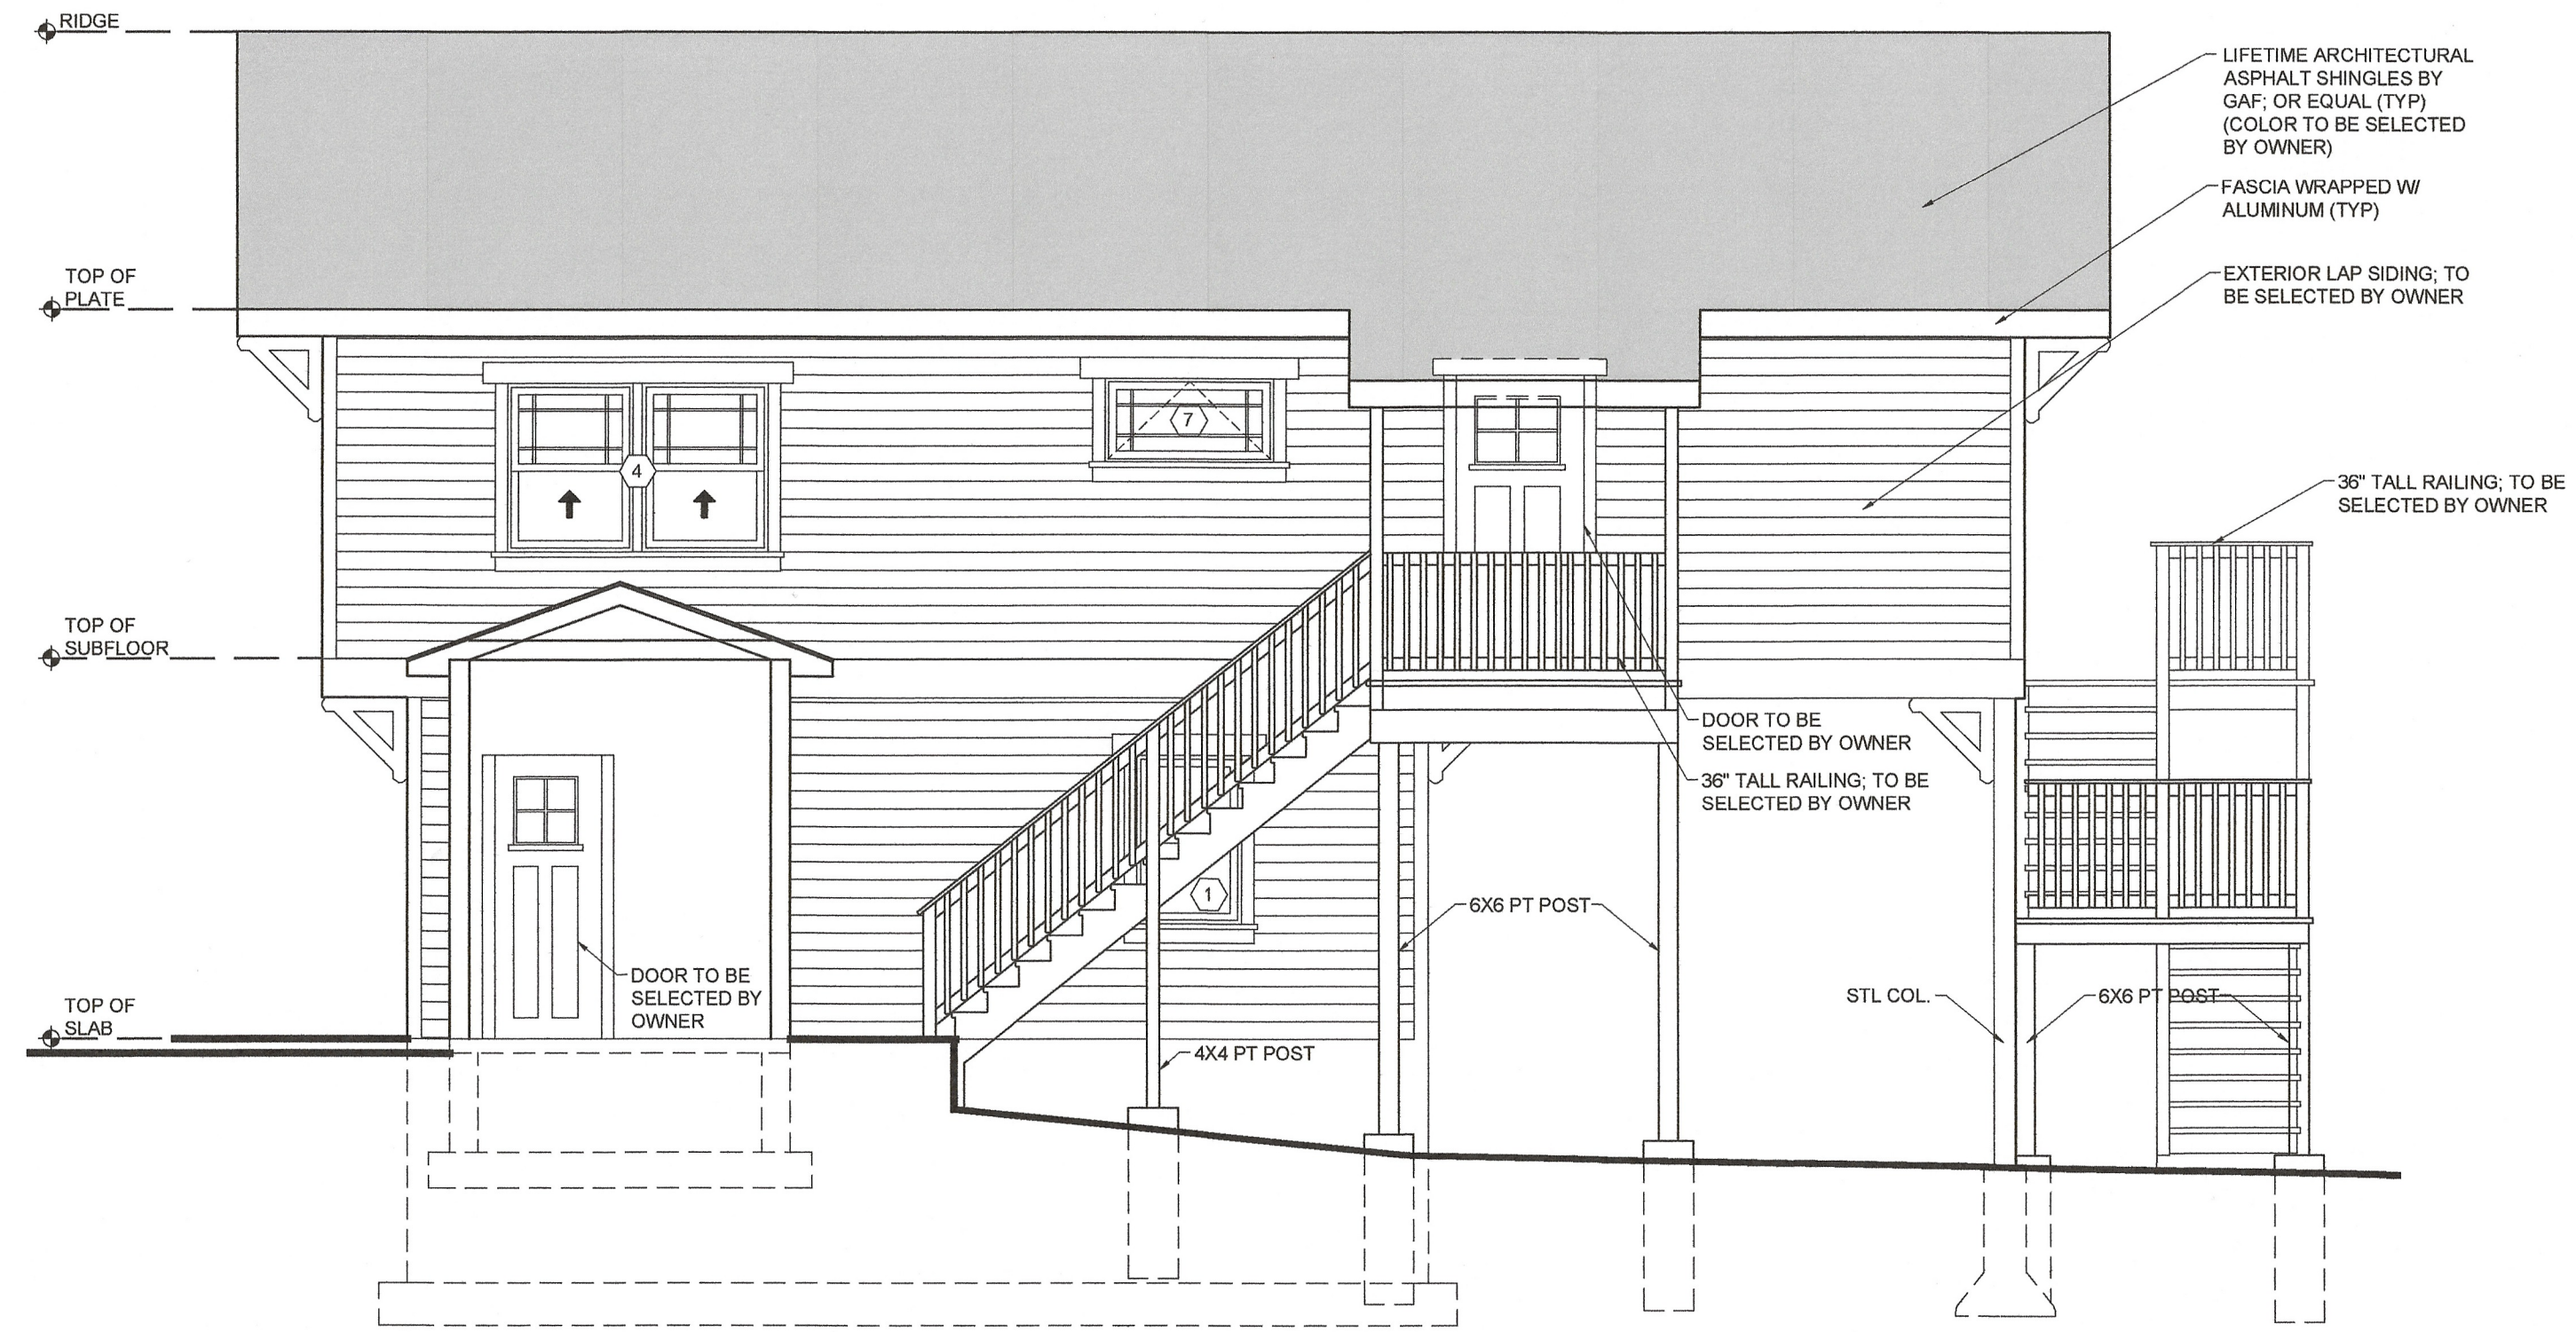 RIDGE
LIFETIME ARCHITECTURAL
ASPHALT SHINGLES BY
GAF; OR EQUAL (TYP)
(COLOR TO BE SELECTED
BY OWNER)
FASCIA WRAPPED W/
ALUMINUM (TYP)
TOP OF
PLATE
EXTERIOR LAP SIDING; TO
BE SELECTED BY OWNER
7
4
36" TALL RAILING; TO BE
SELECTED BY OWNER
TOP OF
SUBFLOOR
DOOR TO BE
SELECTED BY OWNER
36" TALL RAILING; TO BE
SELECTED BY OWNER
1
6X6 PT POST
DOOR TO BE
SELECTED BY
OWNER
STL COL.
6X6 PT POST
TOP OF
SLAB
4X4 PT POST